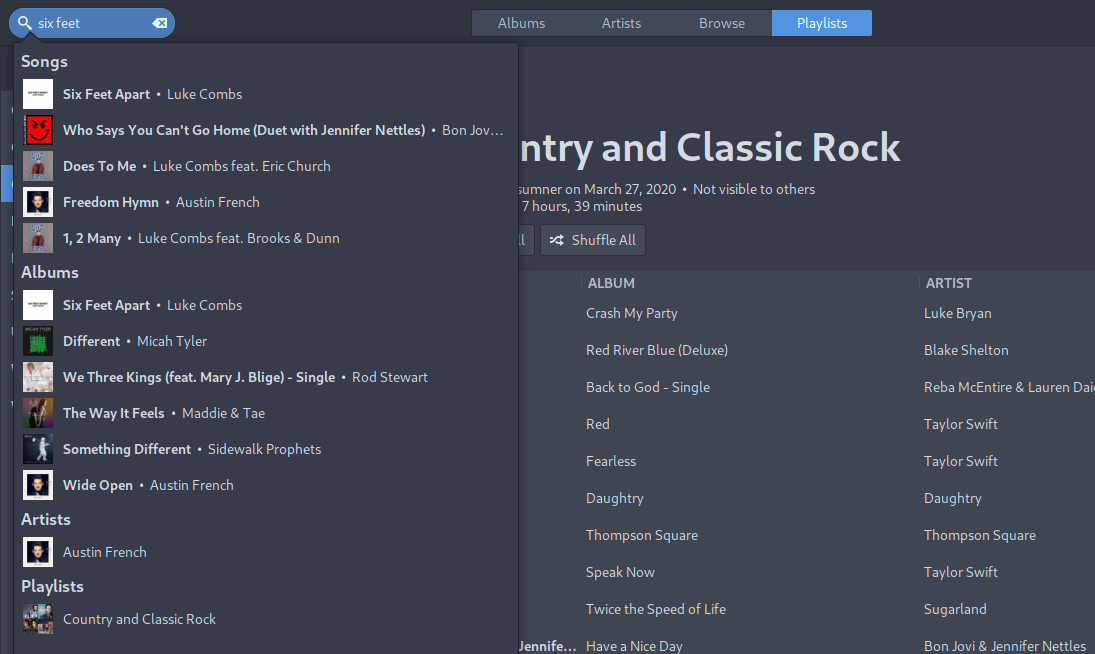 six feet
Albums
Artists
Browse
Playlists
Songs
Six Feet Apart • Luke Combs
Who Says You Can't Go Home (Duet with Jennifer Nettles) • Bon Jov…
Does To Me • Luke Combs feat. Eric Church
Freedom Hymn • Austin French
1, 2 Many • Luke Combs feat. Brooks & Dunn
Albums
Six Feet Apart • Luke Combs
MICAH TYLER
Different • Micah Tyler
We Three Kings (feat. Mary J. Blige) - Single • Rod Stewart
The Way It Feels • Maddie & Tae
Something Different • Sidewalk Prophets
Wide Open • Austin French
Artists
Austin French
Playlists
Country and Classic Rock
ntry and Classic Rock
sumner on March 27, 2020 • Not visible to others
7 hours, 39 minutes
ll
Shuffle All
ALBUM ARTIST
Crash My Party Luke Bryan
Red River Blue (Deluxe) Blake Shelton
Back to God - Single Reba McEntire & Lauren Dai
Red Taylor Swift
Fearless Taylor Swift
Daughtry Daughtry
Thompson Square Thompson Square
Speak Now Taylor Swift
Twice the Speed of Life Sugarland
Jennife… Have a Nice Day Bon Jovi & Jennifer Nettles